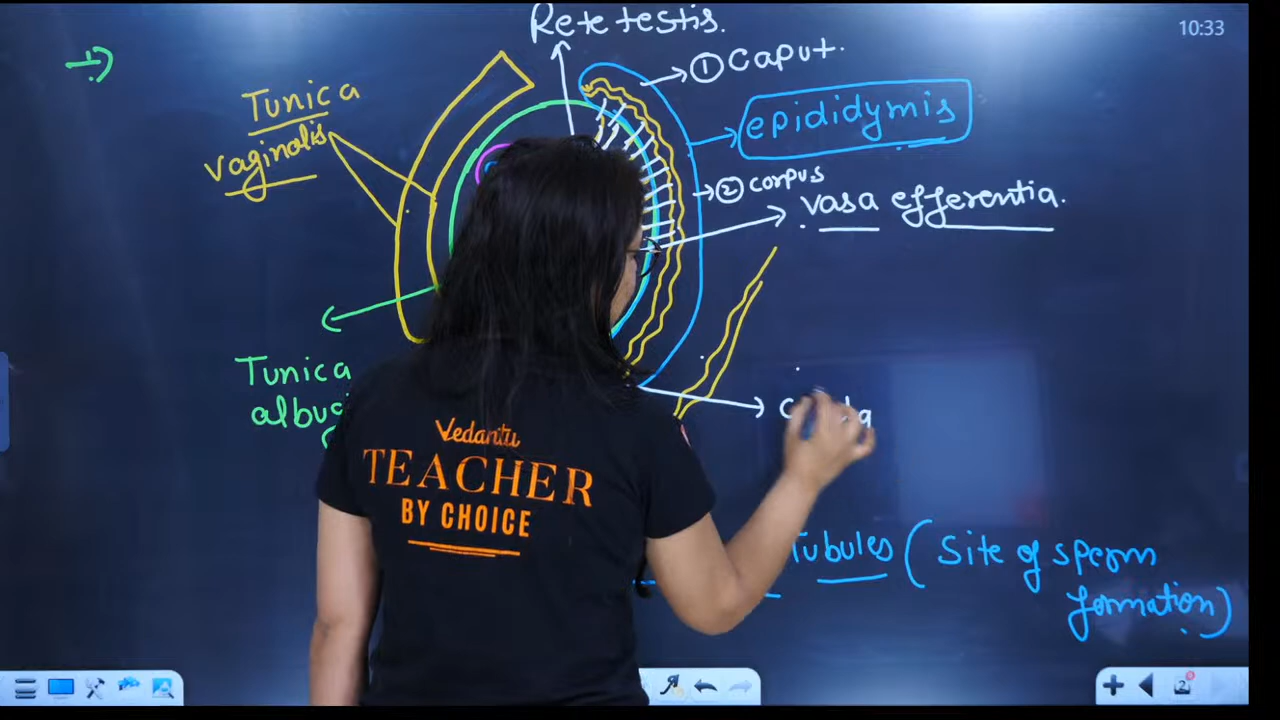 10:33
Rete testis.
① Caput.
Tunica
vaginalis
epididymis
② corpus
vasa efferentia.
Tunica
Vedantu
TEACHER
BY CHOICE
Tubules (Site of sperm
formation)
2